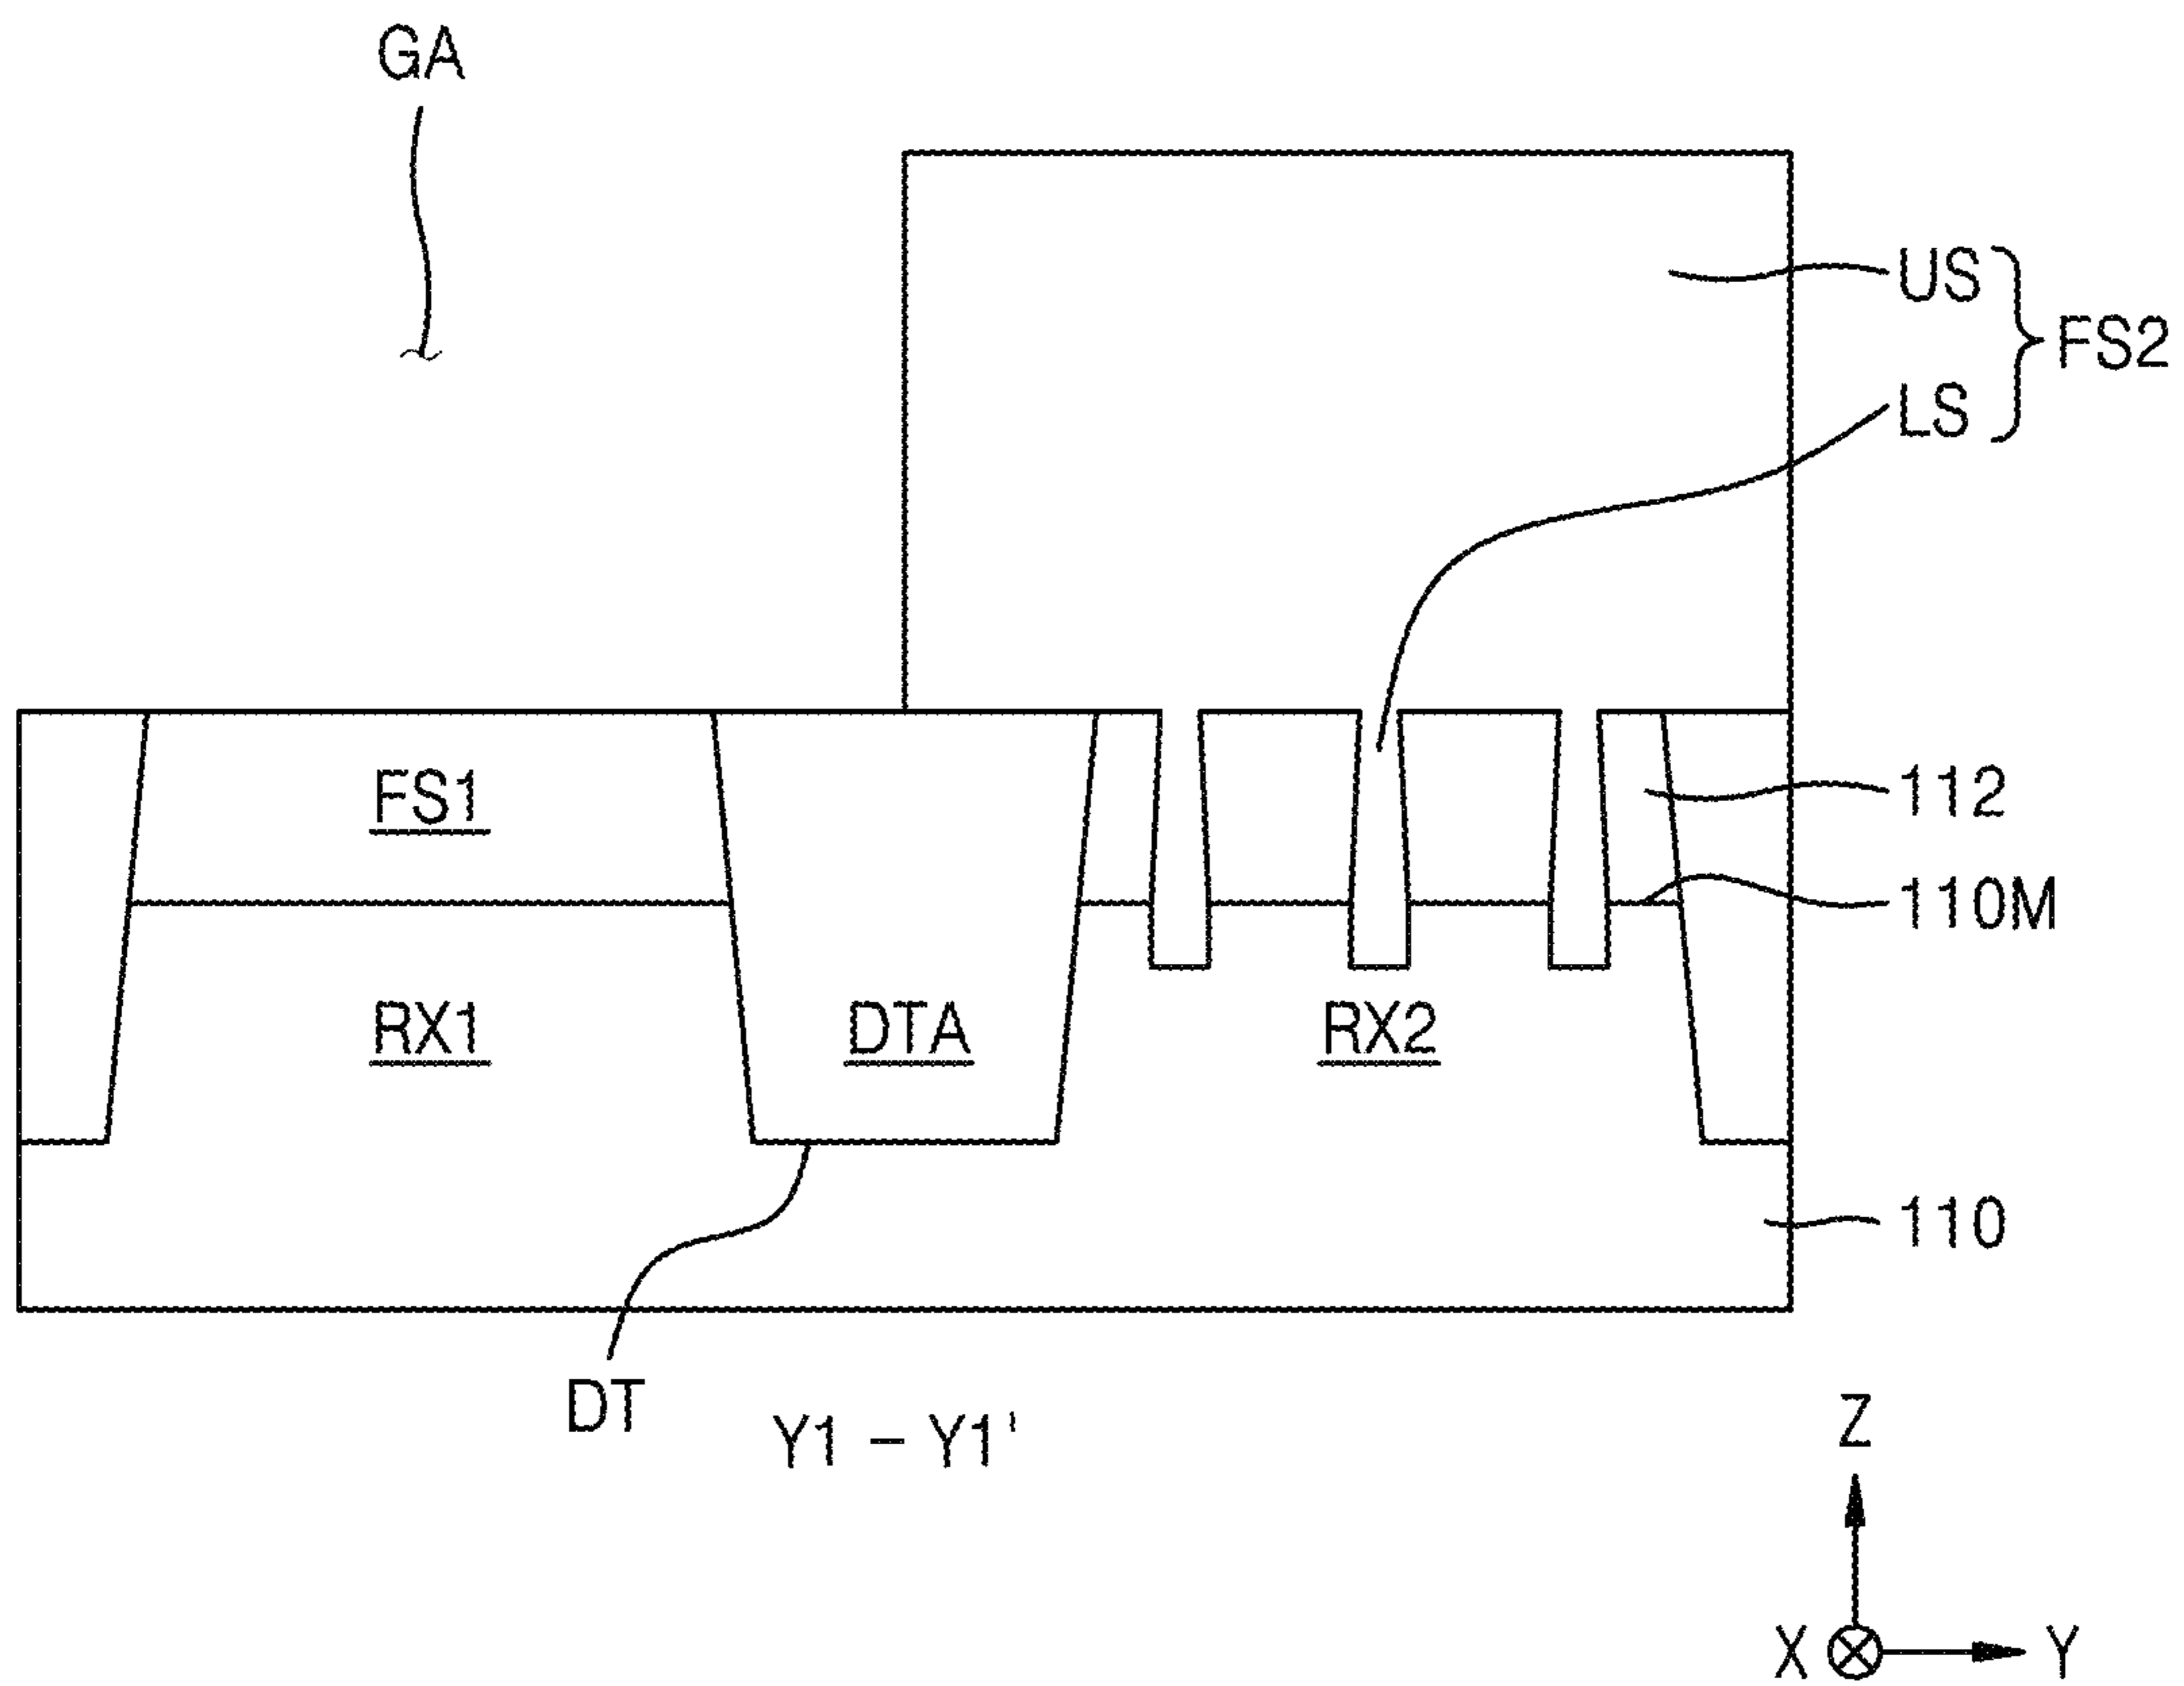 GA
US
FS2
LS
FS1
112
110M
RX1
DTA
RX2
110
DT
Y1 – Y1'
Z
X
Y